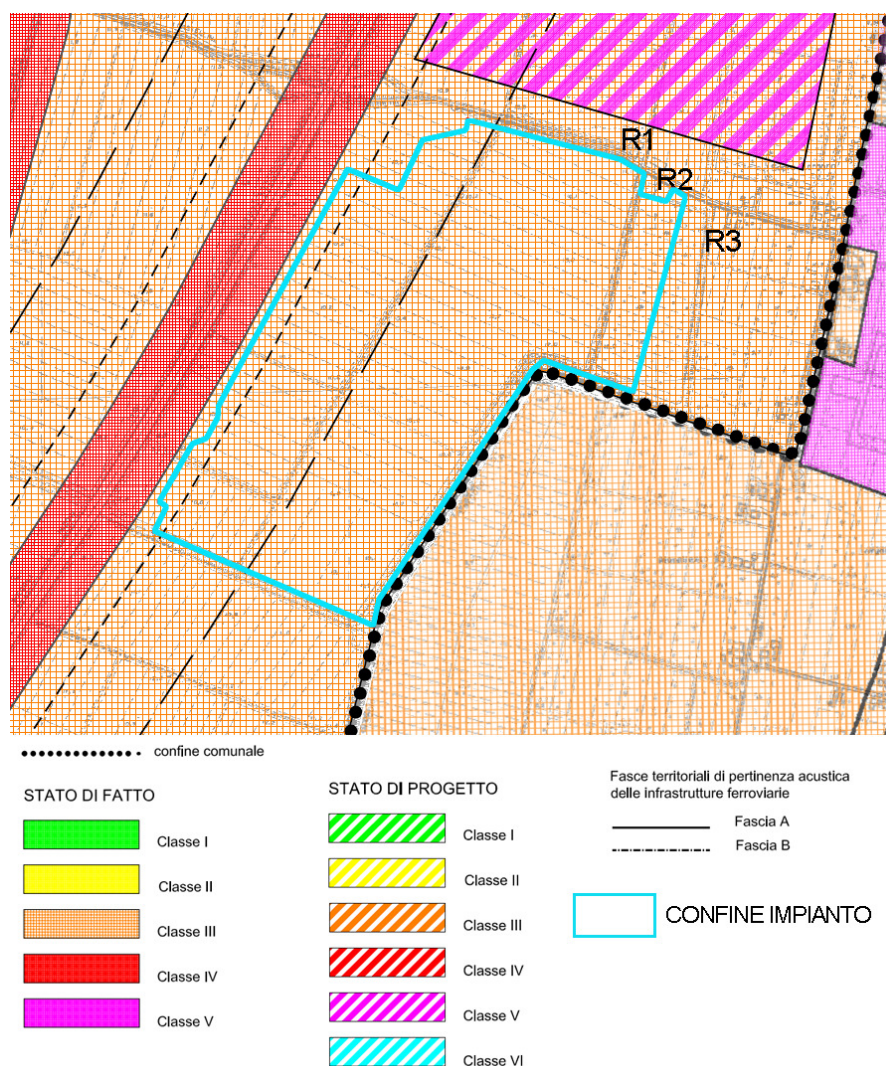 R1
R2
R3
confine comunale
STATO DI FATTO
Classe I
Classe II
Classe III
Classe IV
Classe V
STATO DI PROGETTO
Classe I
Classe II
Classe III
Classe IV
Classe V
Classe VI
Fasce territoriali di pertinenza acustica
delle infrastrutture ferroviarie
Fascia A
Fascia B
CONFINE IMPIANTO